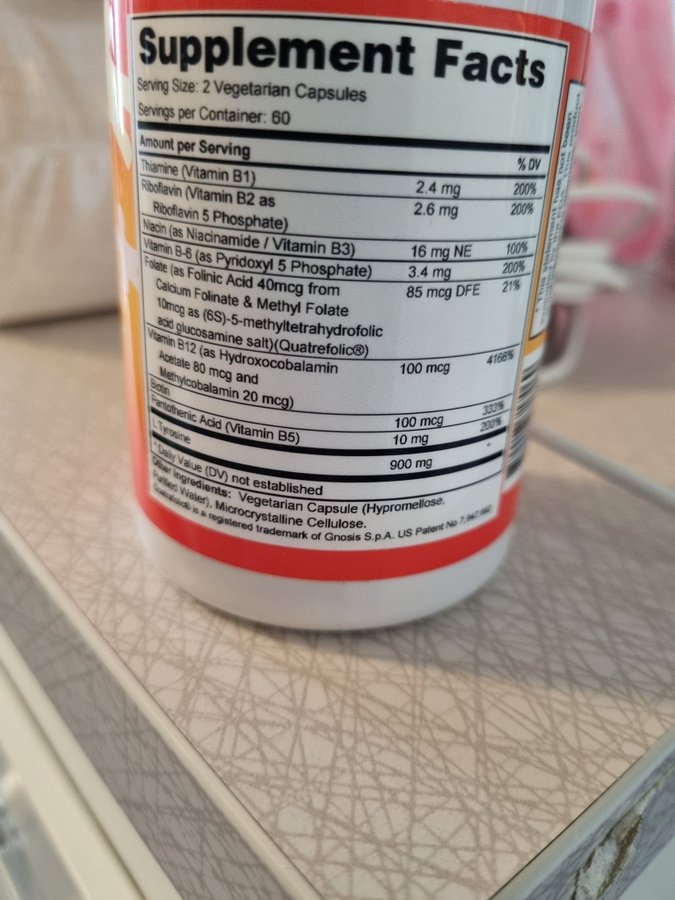 Supplement Facts
Serving Size: 2 Vegetarian Capsules
Servings per Container: 60
Amount per Serving % DV
Thiamine (Vitamin B1) 2.4 mg 200%
Riboflavin (Vitamin B2 as 2.6 mg 200%
Riboflavin 5 Phosphate)
Niacin (as Niacinamide / Vitamin B3) 16 mg NE 100%
Vitamin B-6 (as Pyridoxyl 5 Phosphate) 3.4 mg 200%
Folate (as Folinic Acid 40mcg from 85 mcg DFE 21%
Calcium Folinate & Methyl Folate
10mcg as (6S)-5-methyltetrahydrofolic
acid glucosamine salt)(Quatrefolic®)
Vitamin B12 (as Hydroxocobalamin 100 mcg 4166%
Acetate 80 mcg and
Methylcobalamin 20 mcg)
Biotin 100 mcg 333%
Pantothenic Acid (Vitamin B5) 10 mg 200%
L Tyrosine 900 mg *
* Daily Value (DV) not established
Other Ingredients: Vegetarian Capsule (Hypromellose,
Purified Water), Microcrystalline Cellulose.
Quatrefolic® is a registered trademark of Gnosis S.p.A. US Patent No.